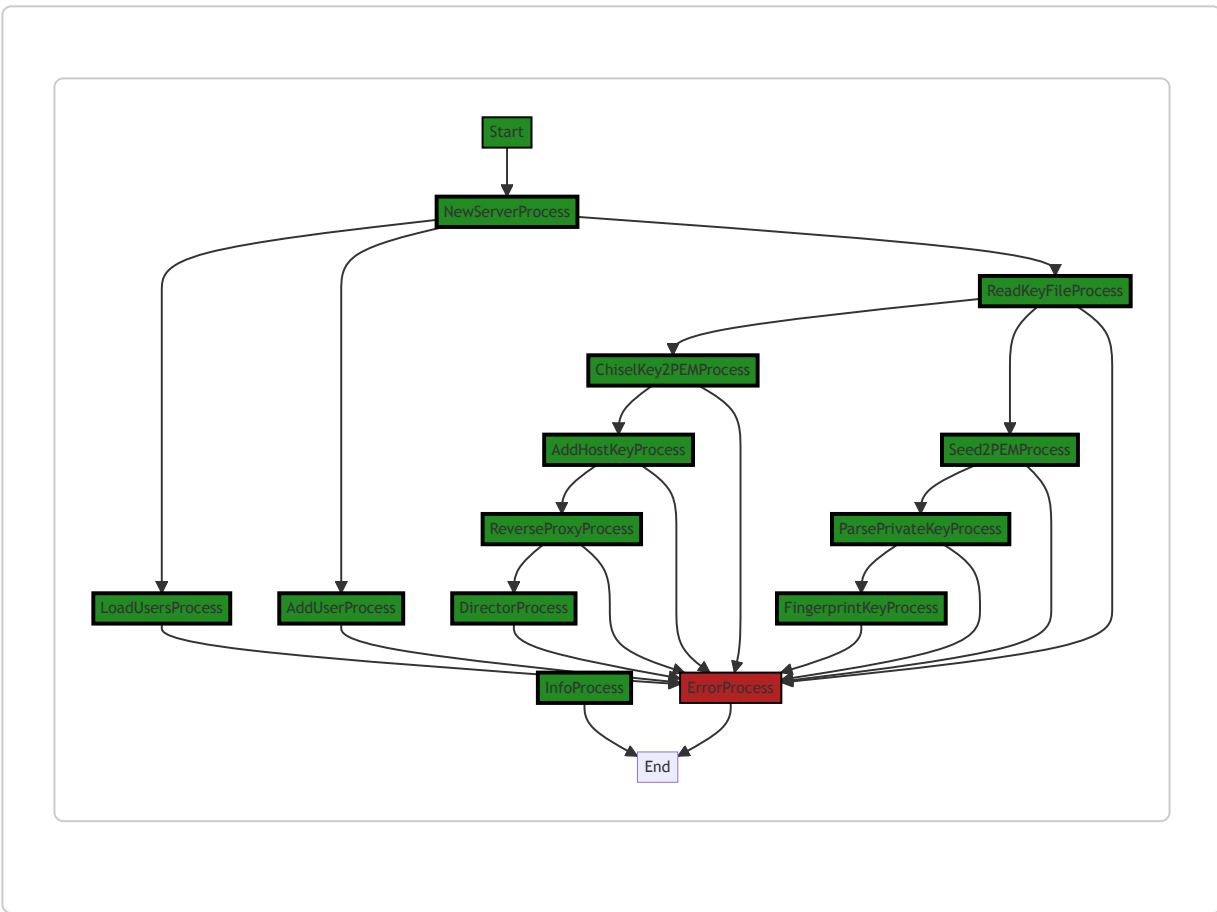 Start
NewServerProcess
ReadKeyFileProcess
ChiselKey2PEMProcess
AddHostKeyProcess
Seed2PEMProcess
ReverseProxyProcess
ParsePrivateKeyProcess
LoadUsersProcess
AddUserProcess
DirectorProcess
FingerprintKeyProcess
InfoProcess
ErrorProcess
End